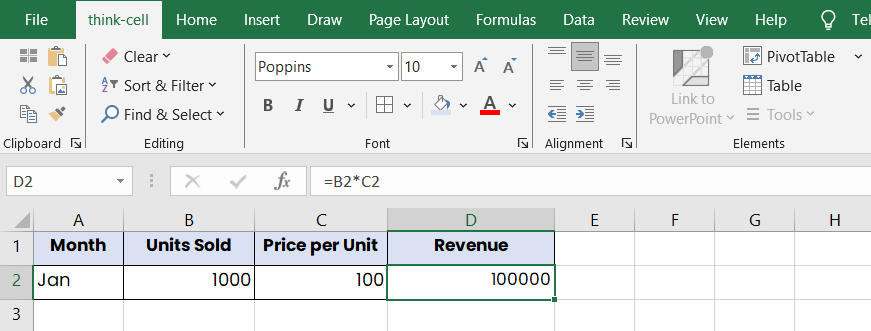 File think-cell Home Insert Draw Page Layout Formulas Data Review View Help Tel
Clear
Sort & Filter
Find & Select
Poppins 10
B I U
A A
A
Link to
PowerPoint
PivotTable
Table
Tools
Clipboard Editing Font Alignment Elements
D2 fx =B2*C2
A B C D E F G H
1 Month Units Sold Price per Unit Revenue
2 Jan 1000 100 100000
3